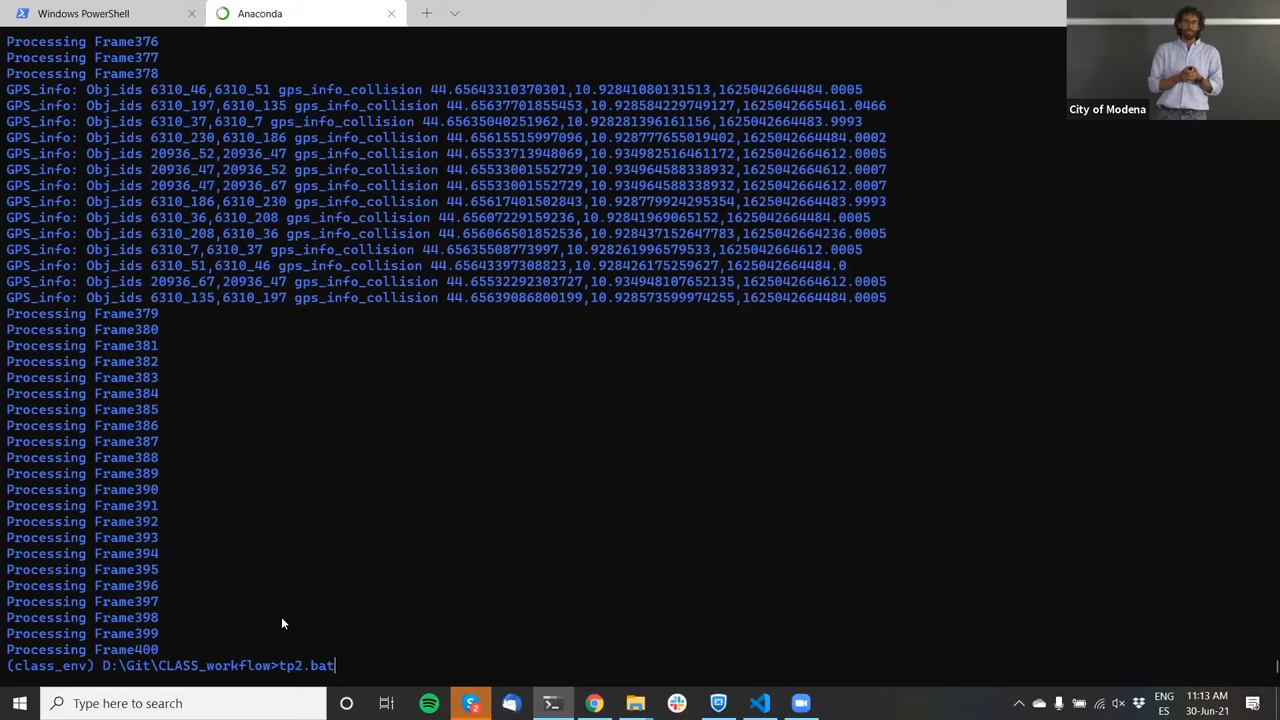 Windows PowerShell
Anaconda
City of Modena
Processing Frame376
Processing Frame377
Processing Frame378
GPS_info: Obj_ids 6310_46,6310_51 gps_info_collision 44.65643310370301,10.92841080131513,1625042664484.0005
GPS_info: Obj_ids 6310_197,6310_135 gps_info_collision 44.65637701855453,10.928584229749127,1625042665461.0466
GPS_info: Obj_ids 6310_37,6310_7 gps_info_collision 44.65635040251962,10.92828139616115​6,1625042664483.9993
GPS_info: Obj_ids 6310_230,6310_186 gps_info_collision 44.65615515997096,10.928777655019402,1625042664484.0002
GPS_info: Obj_ids 20936_52,20936_47 gps_info_collision 44.65533713948069,10.934982516461172,1625042664612.0005
GPS_info: Obj_ids 20936_47,20936_52 gps_info_collision 44.65533001552729,10.934964588338932,1625042664612.0007
GPS_info: Obj_ids 20936_47,20936_67 gps_info_collision 44.65533001552729,10.934964588338932,1625042664612.0007
GPS_info: Obj_ids 6310_186,6310_230 gps_info_collision 44.65617401502843,10.928779924295354,1625042664483.9993
GPS_info: Obj_ids 6310_36,6310_208 gps_info_collision 44.65607229159236,10.92841969065152,1625042664484.0005
GPS_info: Obj_ids 6310_208,6310_36 gps_info_collision 44.656066501852536,10.928437152647783,1625042664236.0005
GPS_info: Obj_ids 6310_7,6310_37 gps_info_collision 44.65635508773997,10.928261996579533,1625042664612.0005
GPS_info: Obj_ids 6310_51,6310_46 gps_info_collision 44.65643397308823,10.928426175259627,1625042664484.0
GPS_info: Obj_ids 20936_67,20936_47 gps_info_collision 44.65532292303727,10.934948107652135,1625042664612.0005
GPS_info: Obj_ids 6310_135,6310_197 gps_info_collision 44.65639086800199,10.928573599974255,1625042664484.0005
Processing Frame379
Processing Frame380
Processing Frame381
Processing Frame382
Processing Frame383
Processing Frame384
Processing Frame385
Processing Frame386
Processing Frame387
Processing Frame388
Processing Frame389
Processing Frame390
Processing Frame391
Processing Frame392
Processing Frame393
Processing Frame394
Processing Frame395
Processing Frame396
Processing Frame397
Processing Frame398
Processing Frame399
Processing Frame400
(class_env) D:\Git\CLASS_workflow>tp2.bat
Type here to search
ENG
ES
11:13 AM
30-Jun-21